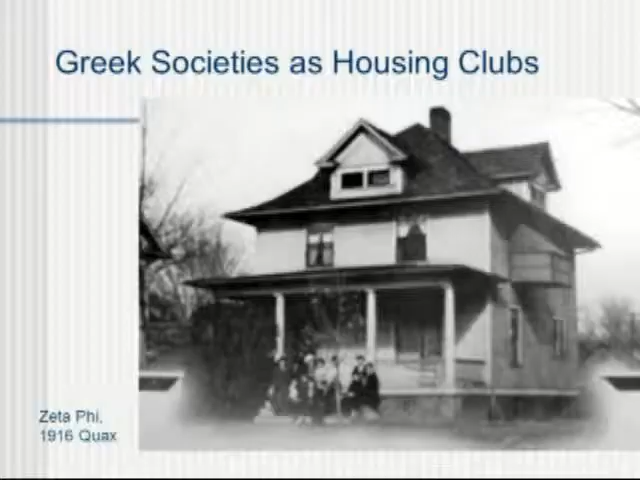 Greek Societies as Housing Clubs
Zeta Phi,
1916 Quax